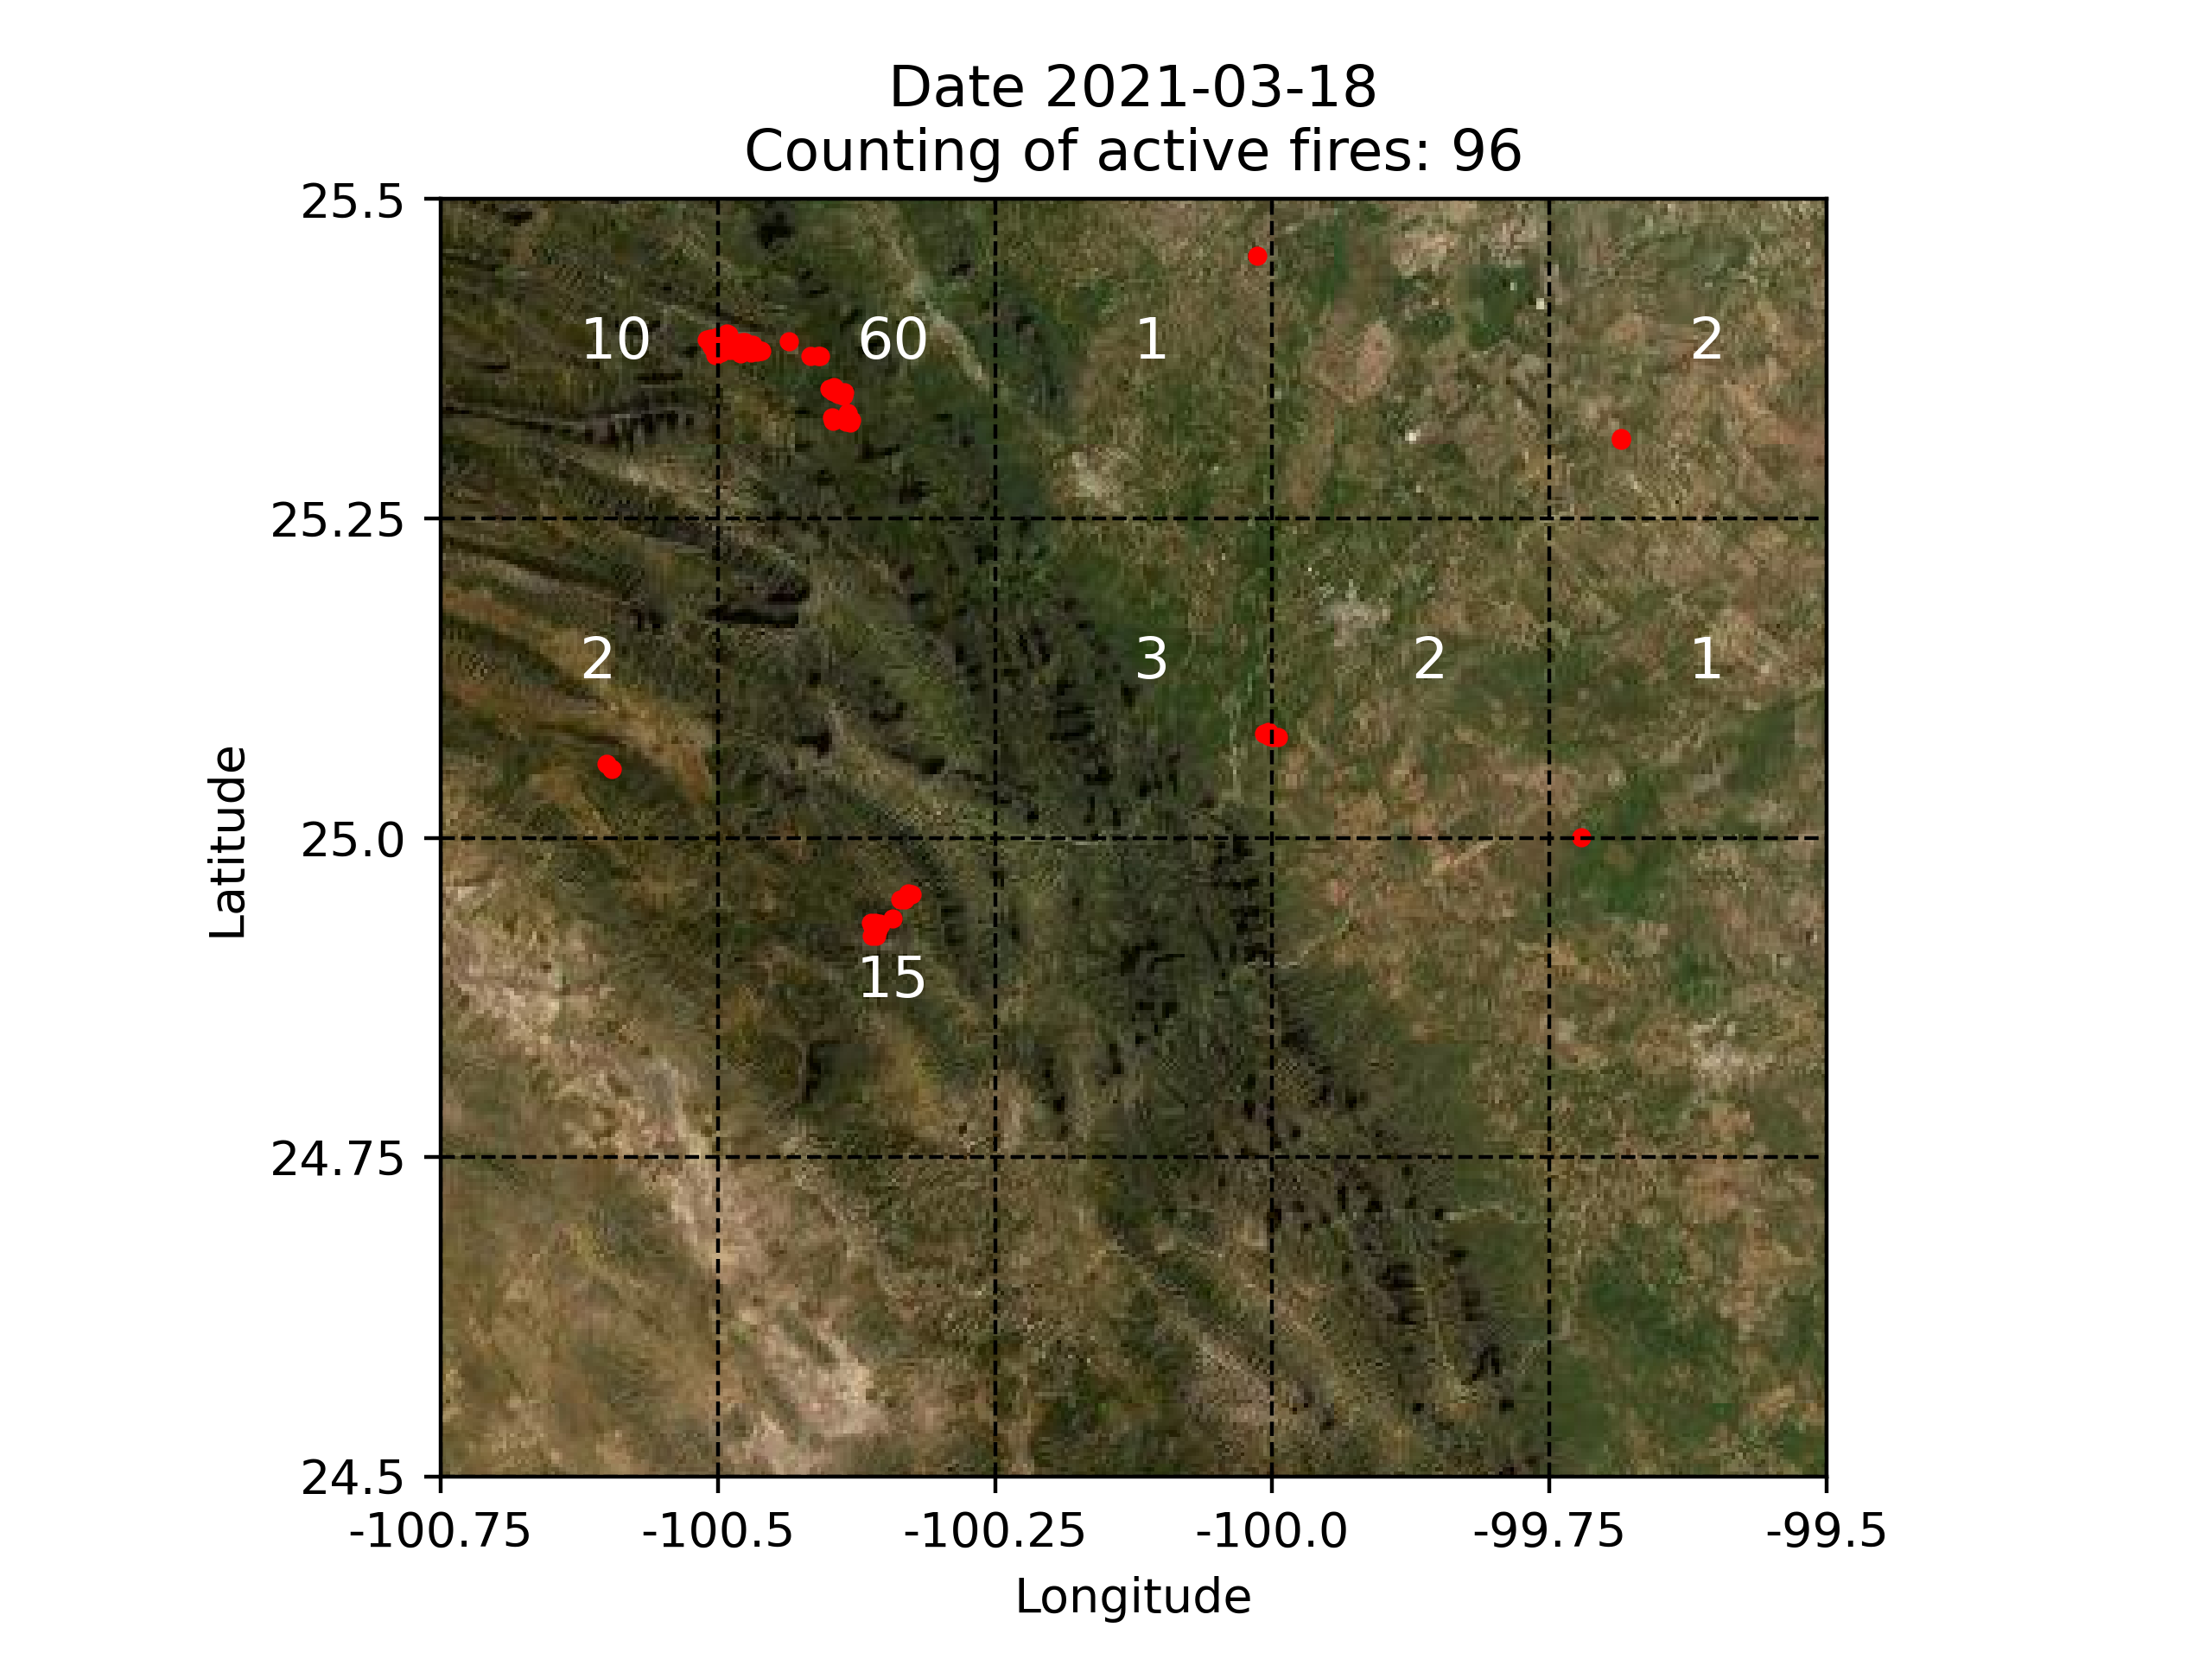 Date 2021-03-18
Counting of active fires: 96
25.5
10 60 1 2
25.25
2 3 2 1
25.0
15
24.75
24.5
-100.75 -100.5 -100.25 -100.0 -99.75 -99.5
Latitude
Longitude